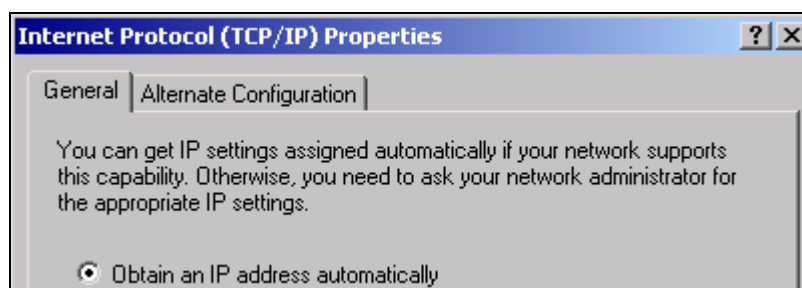 Internet Protocol (TCP/IP) Properties
General
Alternate Configuration
You can get IP settings assigned automatically if your network supports
this capability. Otherwise, you need to ask your network administrator for
the appropriate IP settings.
Obtain an IP address automatically